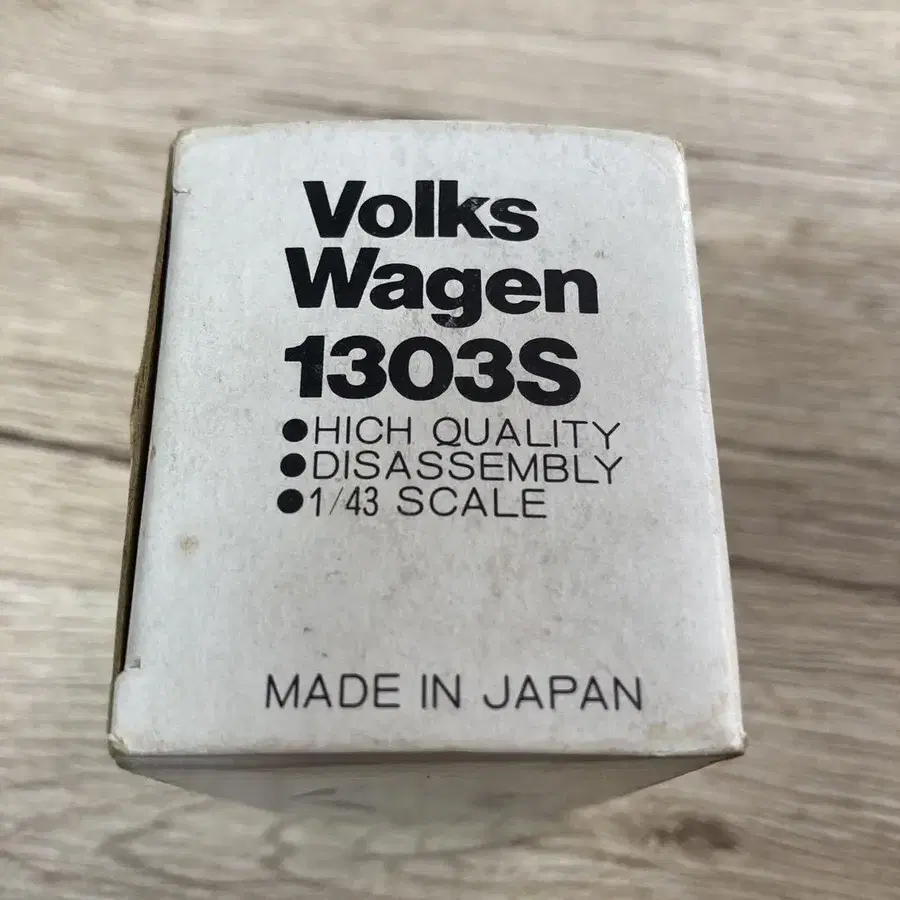 Volks
Wagen
1303S
●HICH QUALITY
●DISASSEMBLY
●1/43 SCALE
MADE IN JAPAN